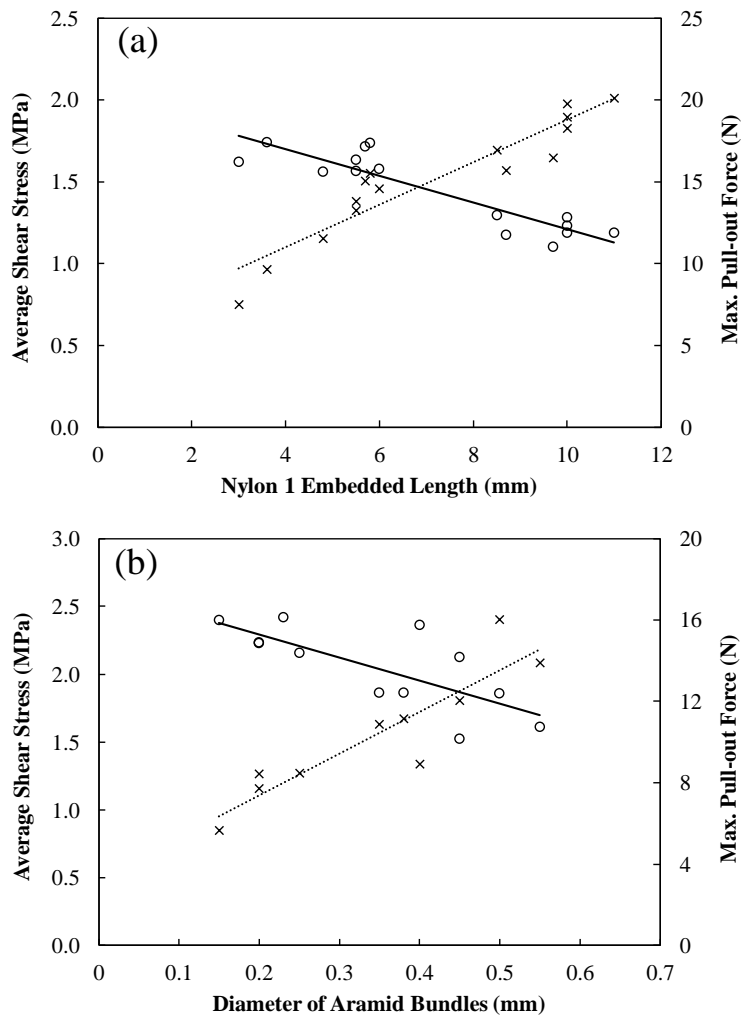 (a)
Average Shear Stress (MPa)
2.5
2.0
1.5
1.0
0.5
0.0
25
20
15
10
5
0
Max. Pull-out Force (N)
0 2 4 6 8 10 12
Nylon 1 Embedded Length (mm)
(b)
Average Shear Stress (MPa)
3.0
2.5
2.0
1.5
1.0
0.5
0.0
20
16
12
8
4
0
Max. Pull-out Force (N)
0 0.1 0.2 0.3 0.4 0.5 0.6 0.7
Diameter of Aramid Bundles (mm)